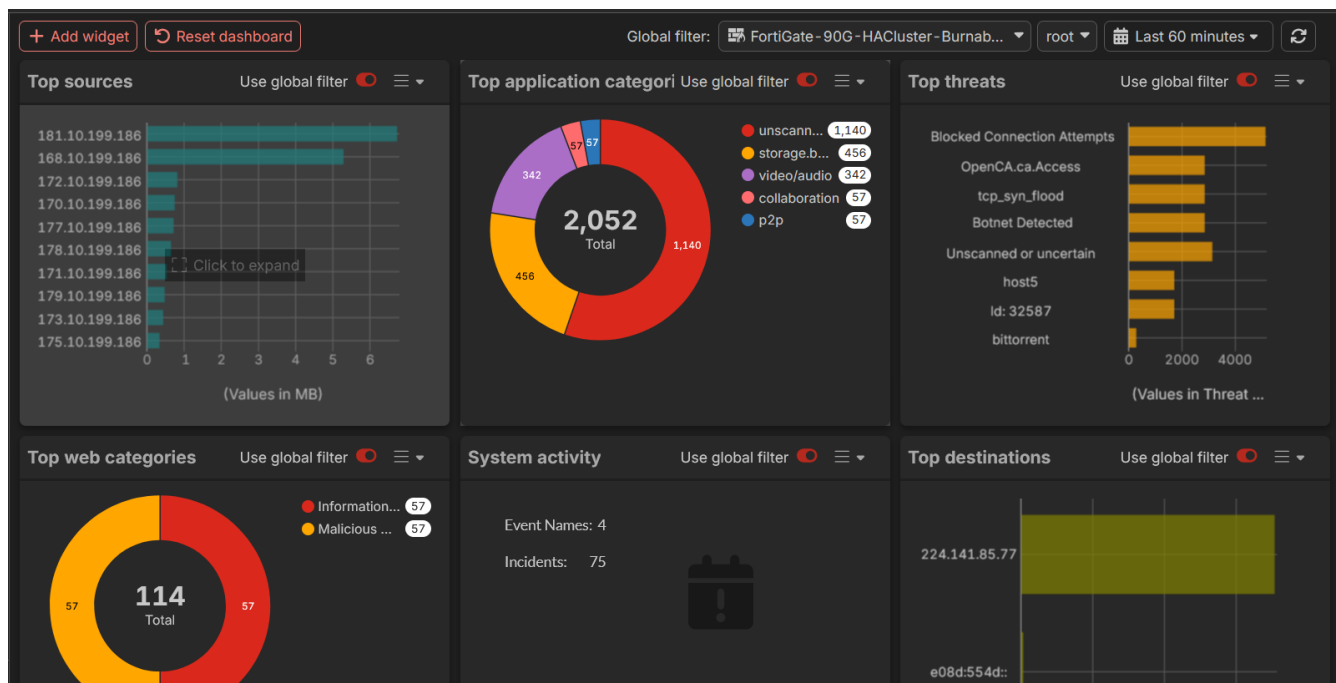 + Add widget
Reset dashboard
Global filter:
FortiGate-90G-HACluster-Burnab...
root
Last 60 minutes
Top sources
Use global filter
181.10.199.186
168.10.199.186
172.10.199.186
170.10.199.186
177.10.199.186
178.10.199.186
171.10.199.186
179.10.199.186
173.10.199.186
175.10.199.186
Click to expand
0 1 2 3 4 5 6
(Values in MB)
Top application categori
Use global filter
57
57
342
456
1,140
2,052
Total
unscann... 1,140
storage.b... 456
video/audio 342
collaboration 57
p2p 57
Top threats
Use global filter
Blocked Connection Attempts
OpenCA.ca.Access
tcp_syn_flood
Botnet Detected
Unscanned or uncertain
host5
Id: 32587
bittorrent
0 2000 4000
(Values in Threat ...
Top web categories
Use global filter
57
114
Total
57
Information... 57
Malicious ... 57
System activity
Use global filter
Event Names: 4
Incidents: 75
Top destinations
Use global filter
224.141.85.77
e08d:554d::